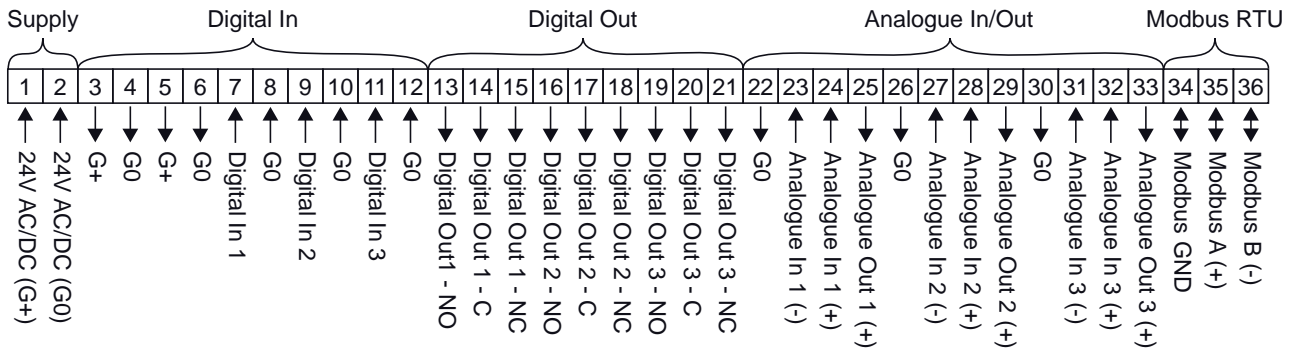 Supply
Digital In
Digital Out
Analogue In/Out
Modbus RTU
1 2 3 4 5 6 7 8 9 10 11 12 13 14 15 16 17 18 19 20 21 22 23 24 25 26 27 28 29 30 31 32 33 34 35 36
24V AC/DC (G+)
24V AC/DC (G0)
G+
G0
G+
G0
Digital In 1
G0
Digital In 2
G0
Digital In 3
G0
Digital Out1 - NO
Digital Out 1 - C
Digital Out 1 - NC
Digital Out 2 - NO
Digital Out 2 - C
Digital Out 2 - NC
Digital Out 3 - NO
Digital Out 3 - C
Digital Out 3 - NC
G0
Analogue In 1 (-)
Analogue In 1 (+)
Analogue Out 1 (+)
G0
Analogue In 2 (-)
Analogue In 2 (+)
Analogue Out 2 (+)
G0
Analogue In 3 (-)
Analogue In 3 (+)
Analogue Out 3 (+)
Modbus GND
Modbus A (+)
Modbus B (-)